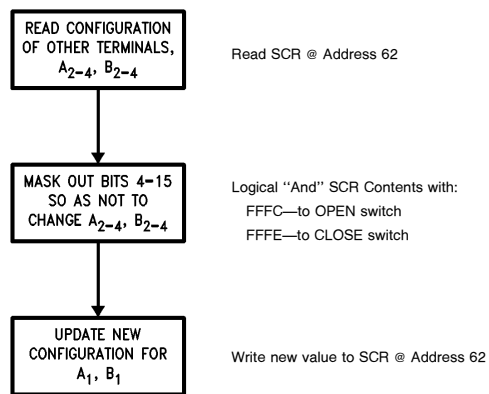 READ CONFIGURATION
OF OTHER TERMINALS,
A2–4, B2–4
Read SCR @ Address 62
MASK OUT BITS 4–15
SO AS NOT TO
CHANGE A2–4, B2–4
Logical ‘‘And’’ SCR Contents with:
FFFC—to OPEN switch
FFFE—to CLOSE switch
UPDATE NEW
CONFIGURATION FOR
A1, B1
Write new value to SCR @ Address 62